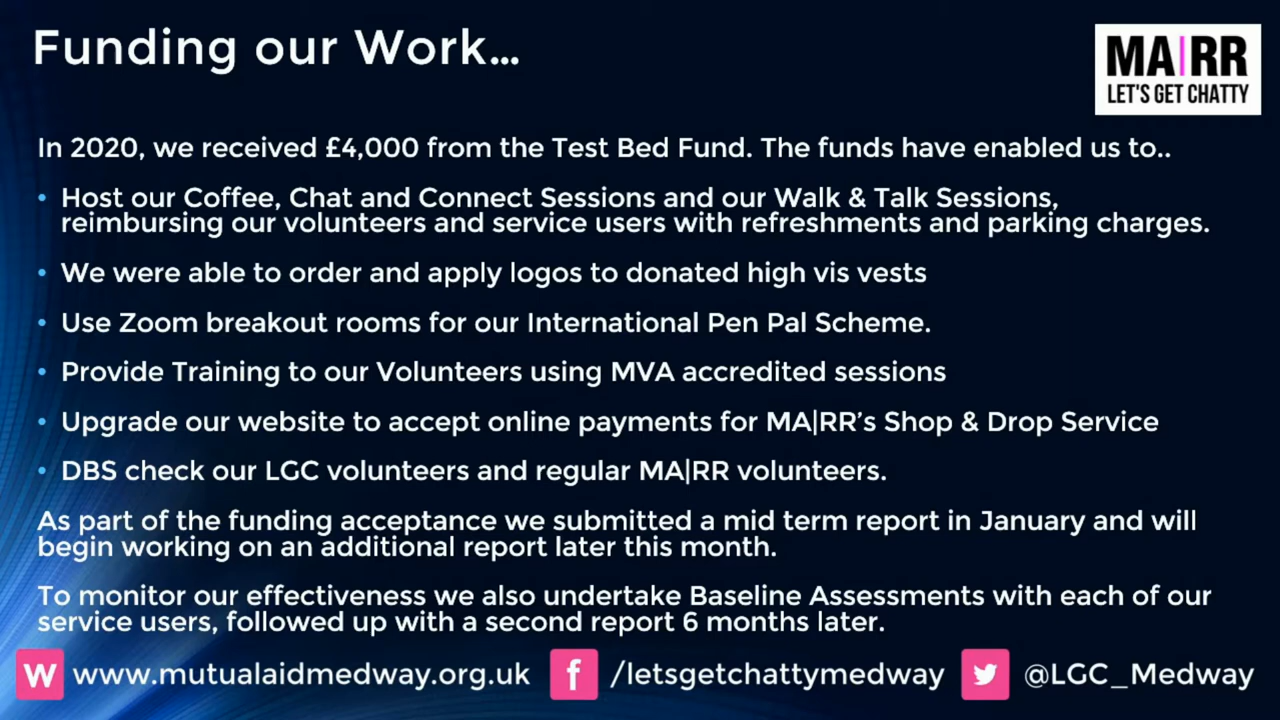 Funding our Work...
MA|RR
LET'S GET CHATTY
In 2020, we received £4,000 from the Test Bed Fund. The funds have enabled us to..
• Host our Coffee, Chat and Connect Sessions and our Walk & Talk Sessions,
reimbursing our volunteers and service users with refreshments and parking charges.
• We were able to order and apply logos to donated high vis vests
• Use Zoom breakout rooms for our International Pen Pal Scheme.
• Provide Training to our Volunteers using MVA accredited sessions
• Upgrade our website to accept online payments for MA|RR’s Shop & Drop Service
• DBS check our LGC volunteers and regular MA|RR volunteers.
As part of the funding acceptance we submitted a mid term report in January and will
begin working on an additional report later this month.
To monitor our effectiveness we also undertake Baseline Assessments with each of our
service users, followed up with a second report 6 months later.
W www.mutualaidmedway.org.uk f /letsgetchattymedway @LGC_Medway